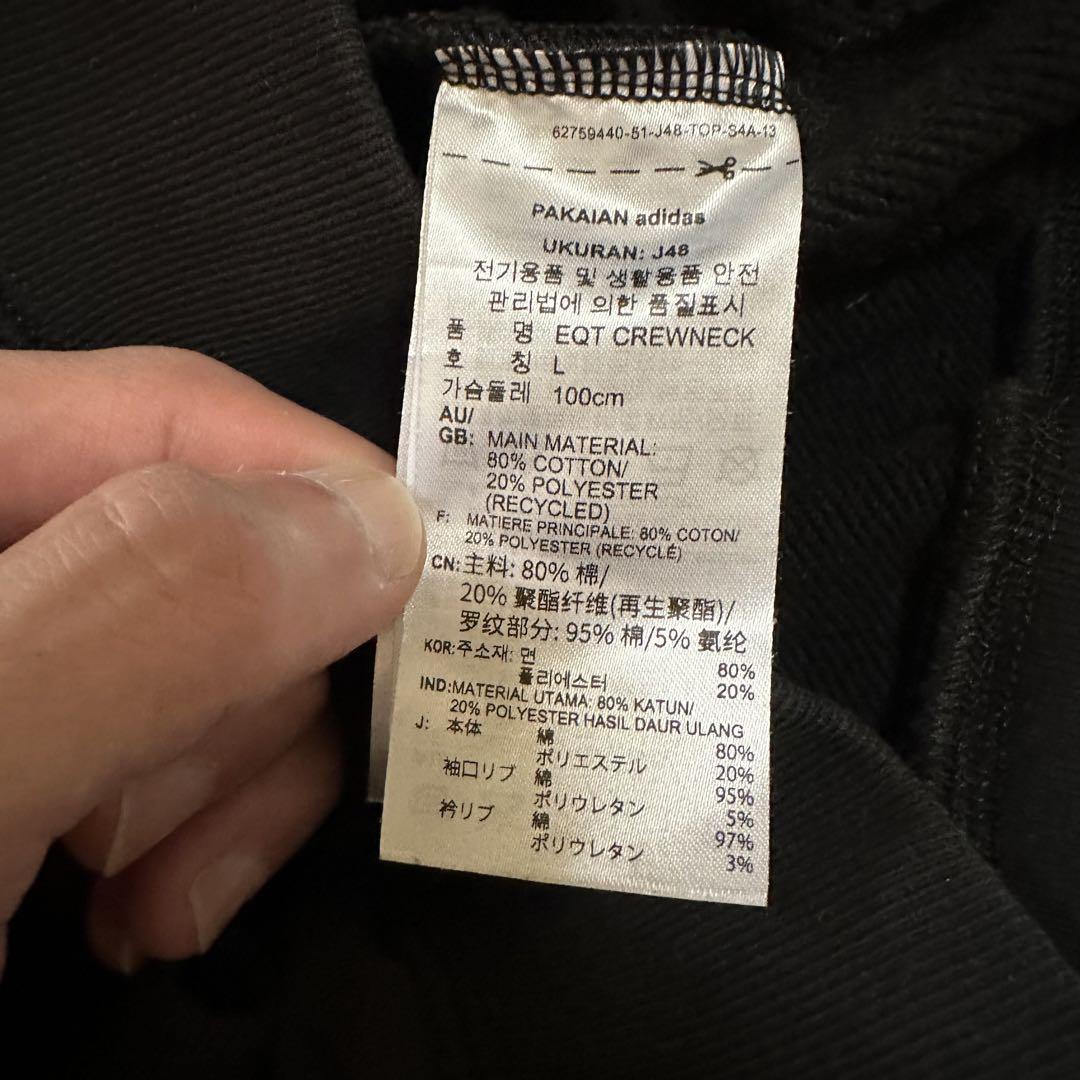 62759440-51-J48-TOP-S4A-13
PAKAIAN adidas
UKURAN: J48
전기용품 및 생활용품 안전
관리법에 의한 품질표시
품 명 EQT CREWNECK
호 칭 L
가슴둘레 100cm
AU/
GB: MAIN MATERIAL:
80% COTTON/
20% POLYESTER
(RECYCLED)
F: MATIERE PRINCIPALE: 80% COTON/
20% POLYESTER (RECYCLÉ)
CN: 主料: 80% 棉/
20% 聚酯纤维(再生聚酯)/
罗纹部分: 95% 棉/5% 氨纶
KOR: 주소재: 면 80%
폴리에스터 20%
IND: MATERIAL UTAMA: 80% KATUN/
20% POLYESTER HASIL DAUR ULANG
J: 本体 綿 80%
ポリエステル 20%
袖口リブ 綿 95%
ポリウレタン 5%
衿リブ 綿 97%
ポリウレタン 3%